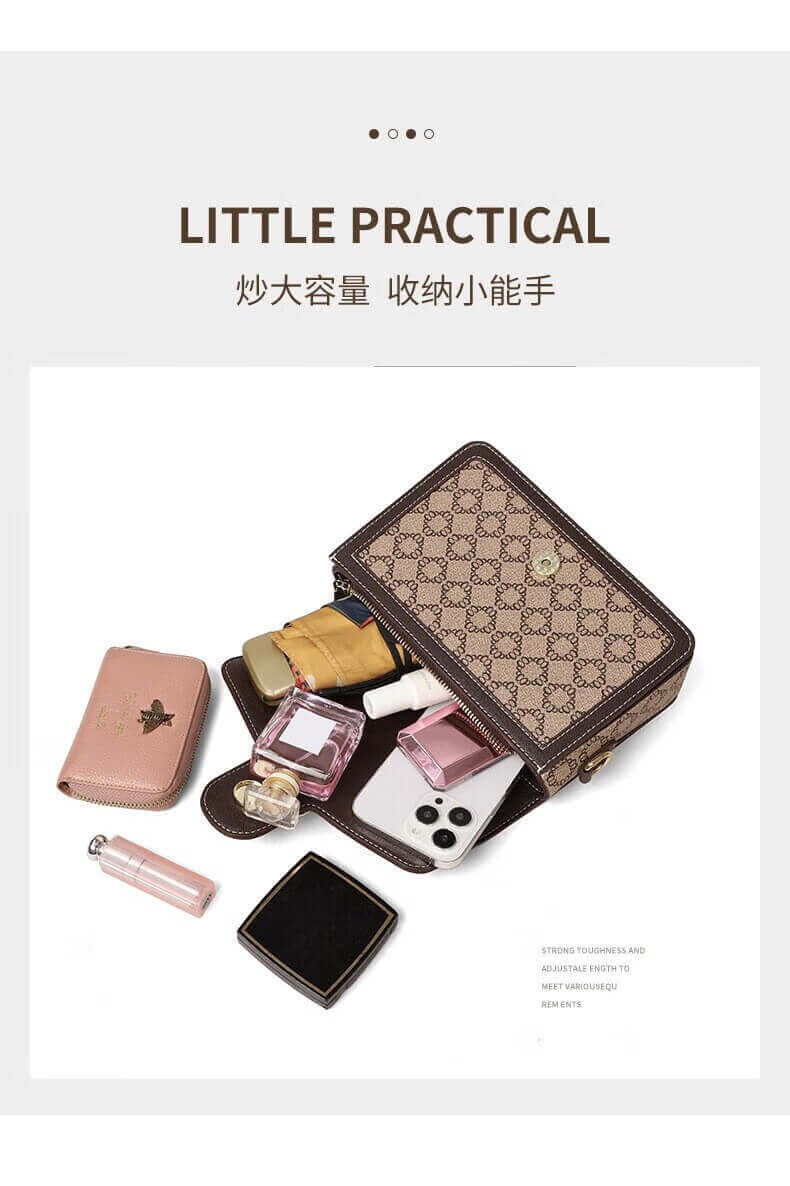 LITTLE PRACTICAL
炒大容量 收纳小能手
STRONG TOUGHNESS AND
ADJUSTALE ENGTH TO
MEET VARIOUSEQU
REM ENTS